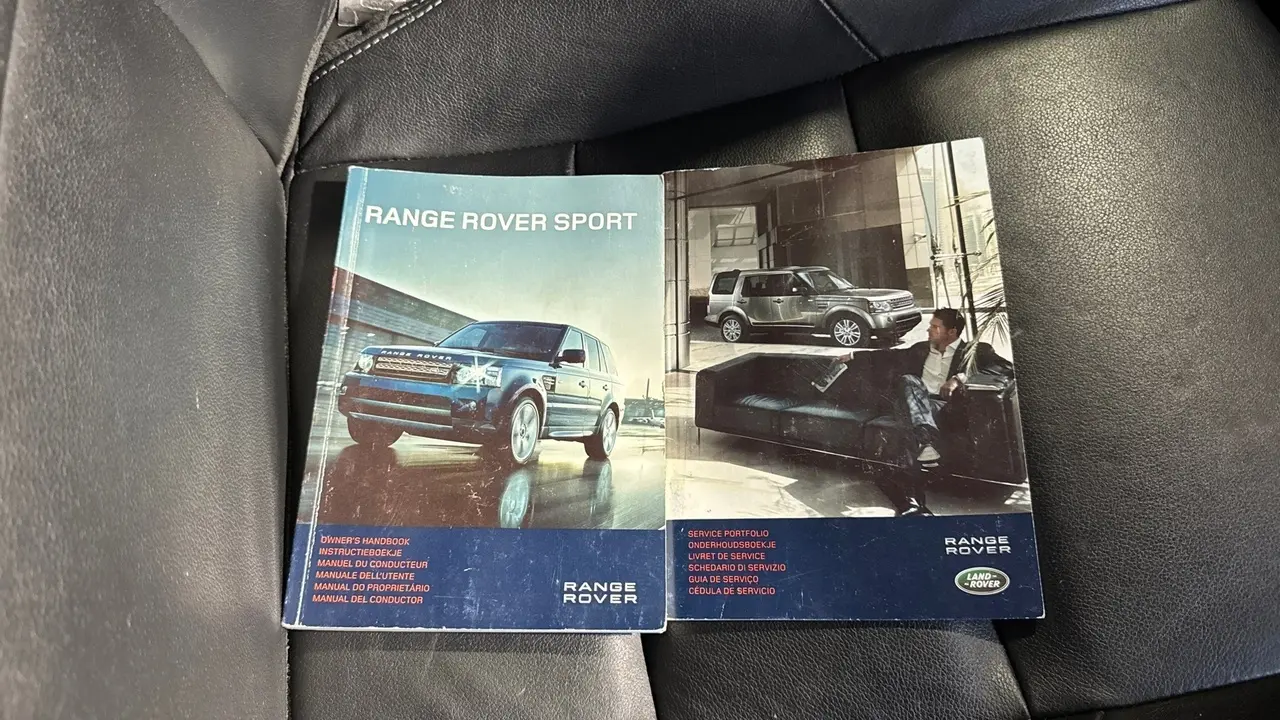 RANGE ROVER SPORT
RANGE ROVER
OWNER'S HANDBOOK
INSTRUCTIEBOEKJE
MANUEL DU CONDUCTEUR
MANUALE DELL'UTENTE
MANUAL DO PROPRIETÁRIO
MANUAL DEL CONDUCTOR
RANGE
ROVER
SERVICE PORTFOLIO
ONDERHOUDSBOEKJE
LIVRET DE SERVICE
SCHEDARIO DI SERVIZIO
GUIA DE SERVIÇO
CÉDULA DE SERVICIO
RANGE
ROVER
LAND-
-ROVER